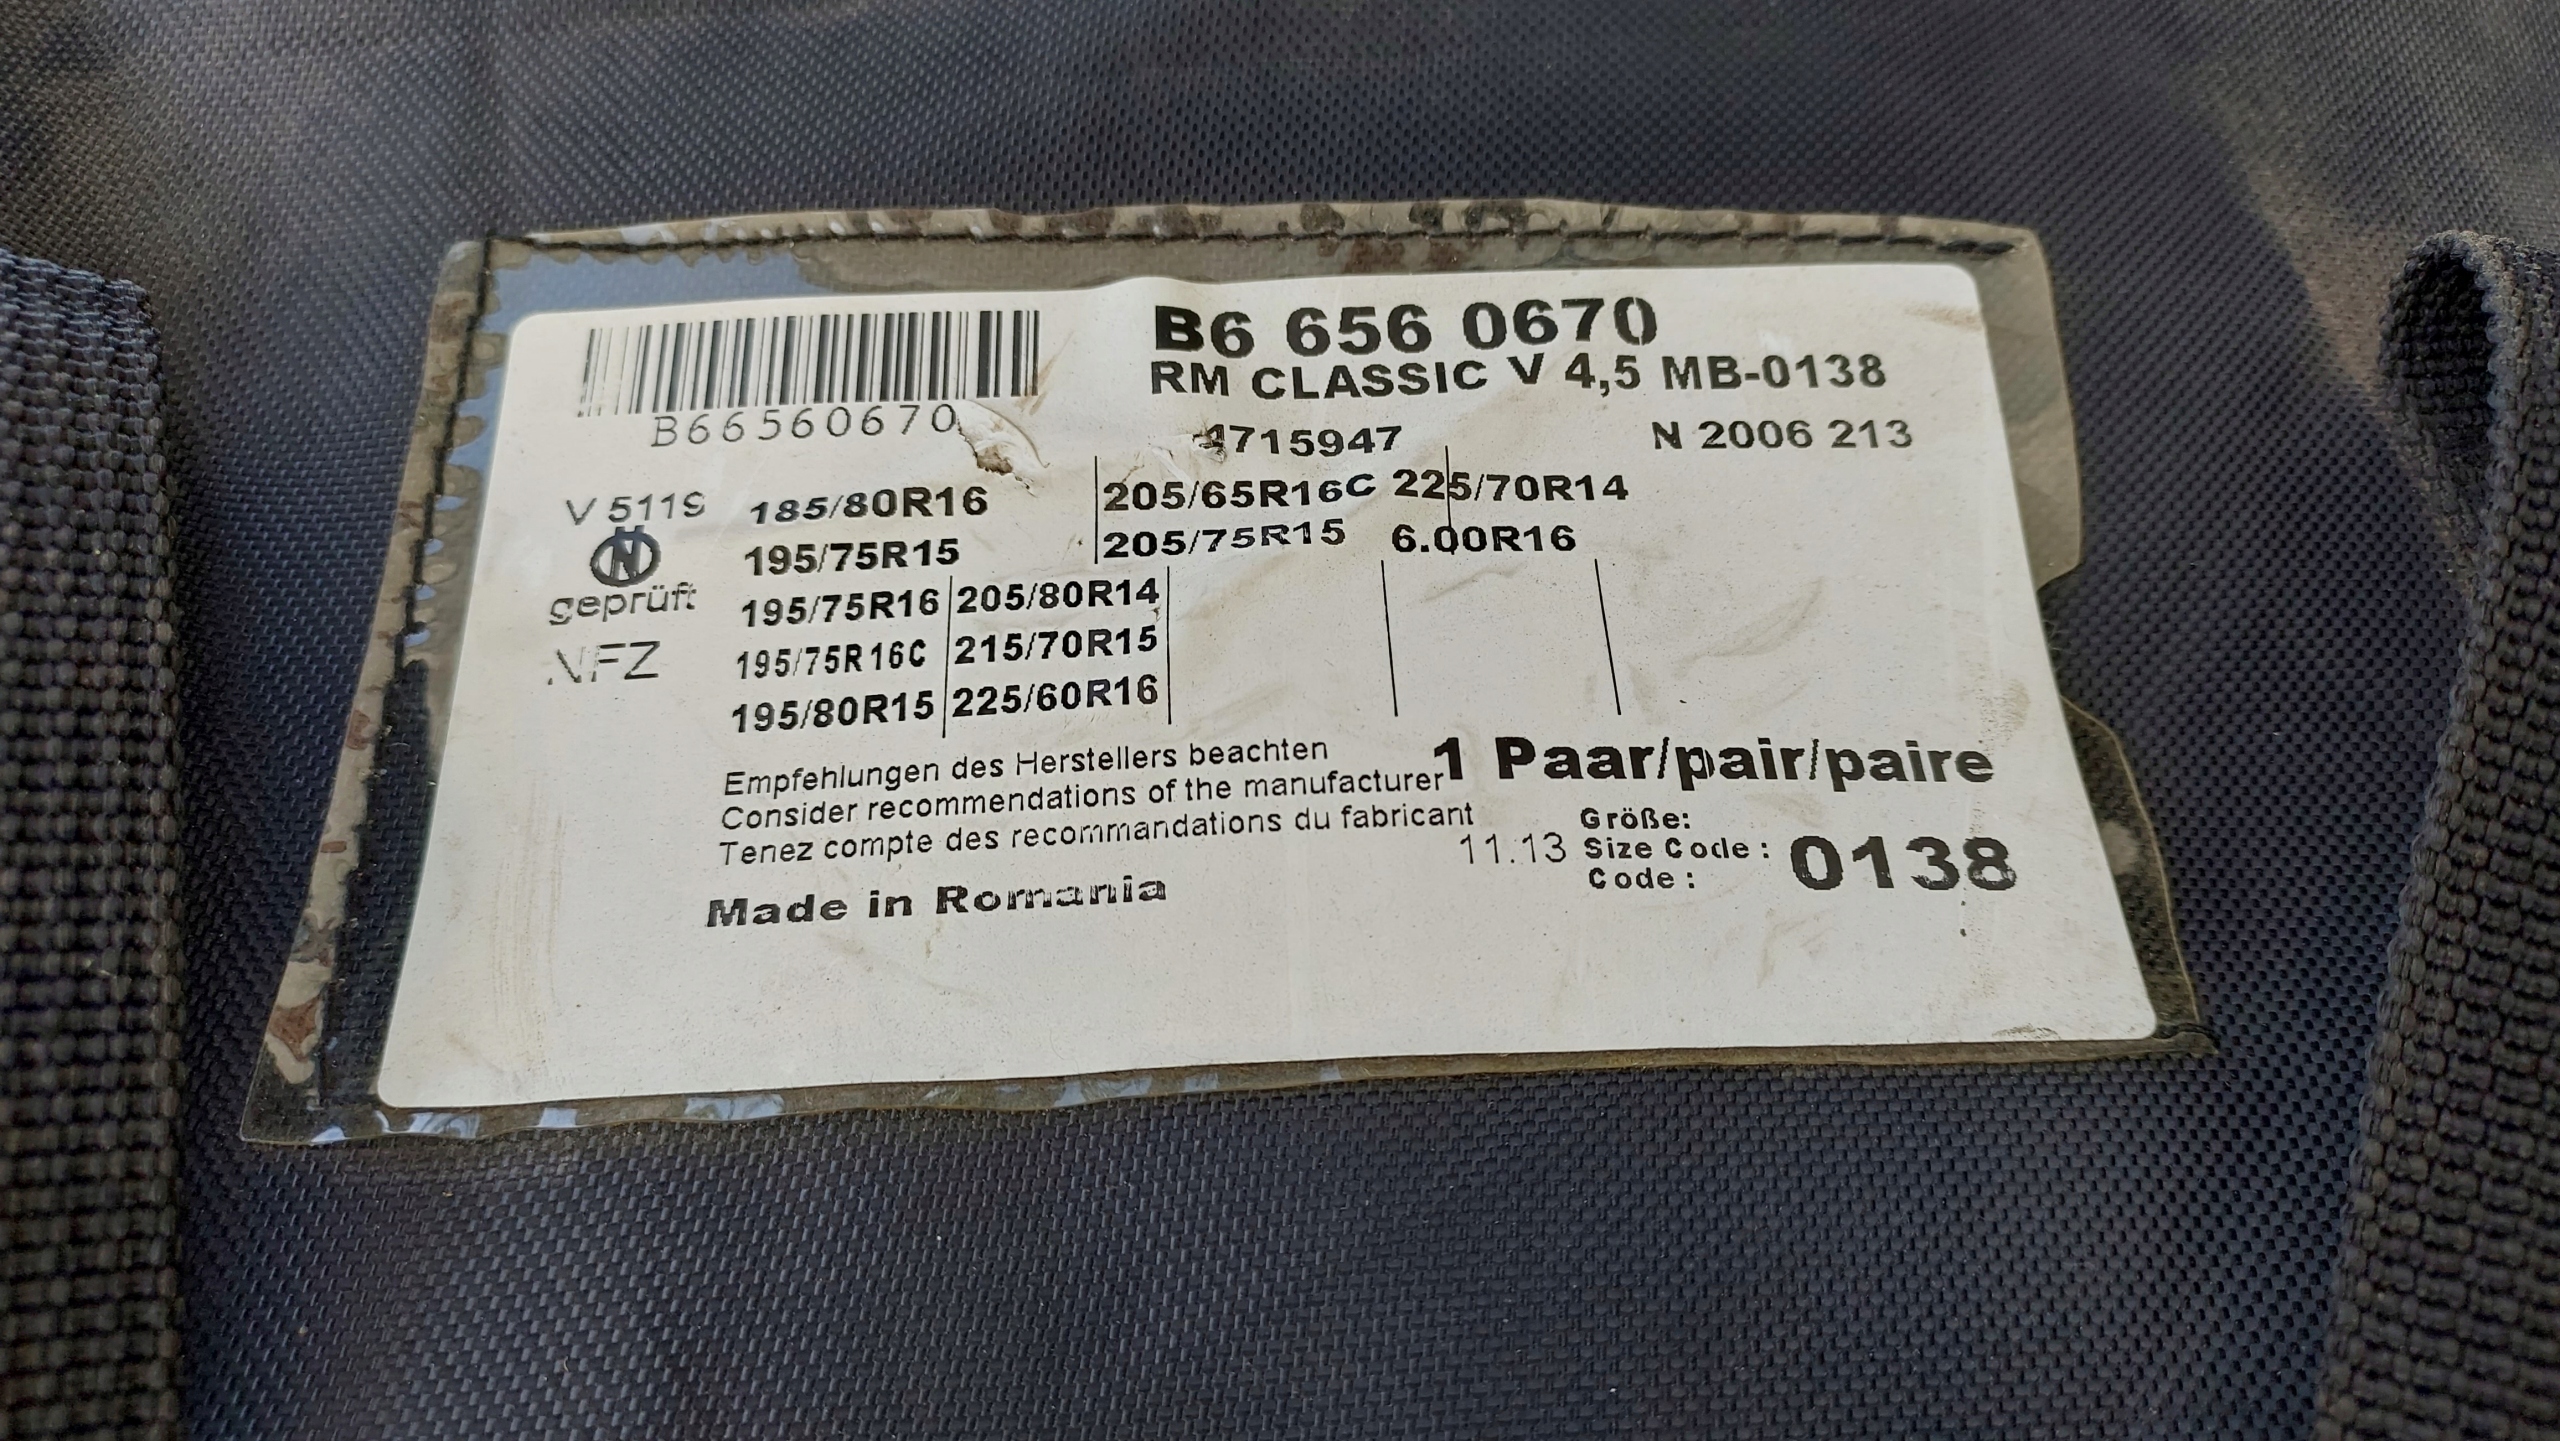 B6 656 0670
RM CLASSIC V 4,5 MB-0138
B66560670
4715947 N 2006 213
V 5119 185/80R16 205/65R16C 225/70R14
195/75R15 205/75R15 6.00R16
geprüft 195/75R16 205/80R14
NFZ 195/75R16C 215/70R15
195/80R15 225/60R16
Empfehlungen des Herstellers beachten
Consider recommendations of the manufacturer
Tenez compte des recommandations du fabricant
1 Paar/pair/paire
Größe:
11.13 Size Code : 0138
Code :
Made in Romania